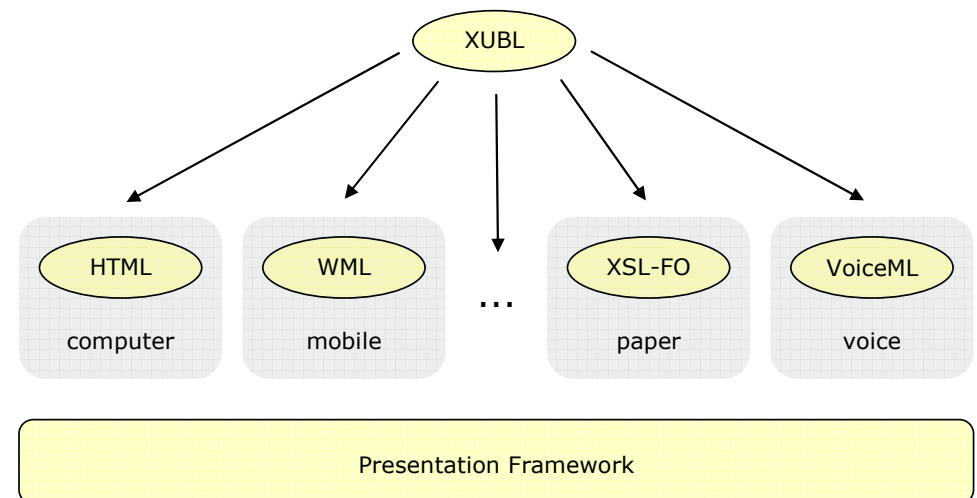 XUBL
HTML WML XSL-FO VoiceML
...
computer mobile paper voice
Presentation Framework